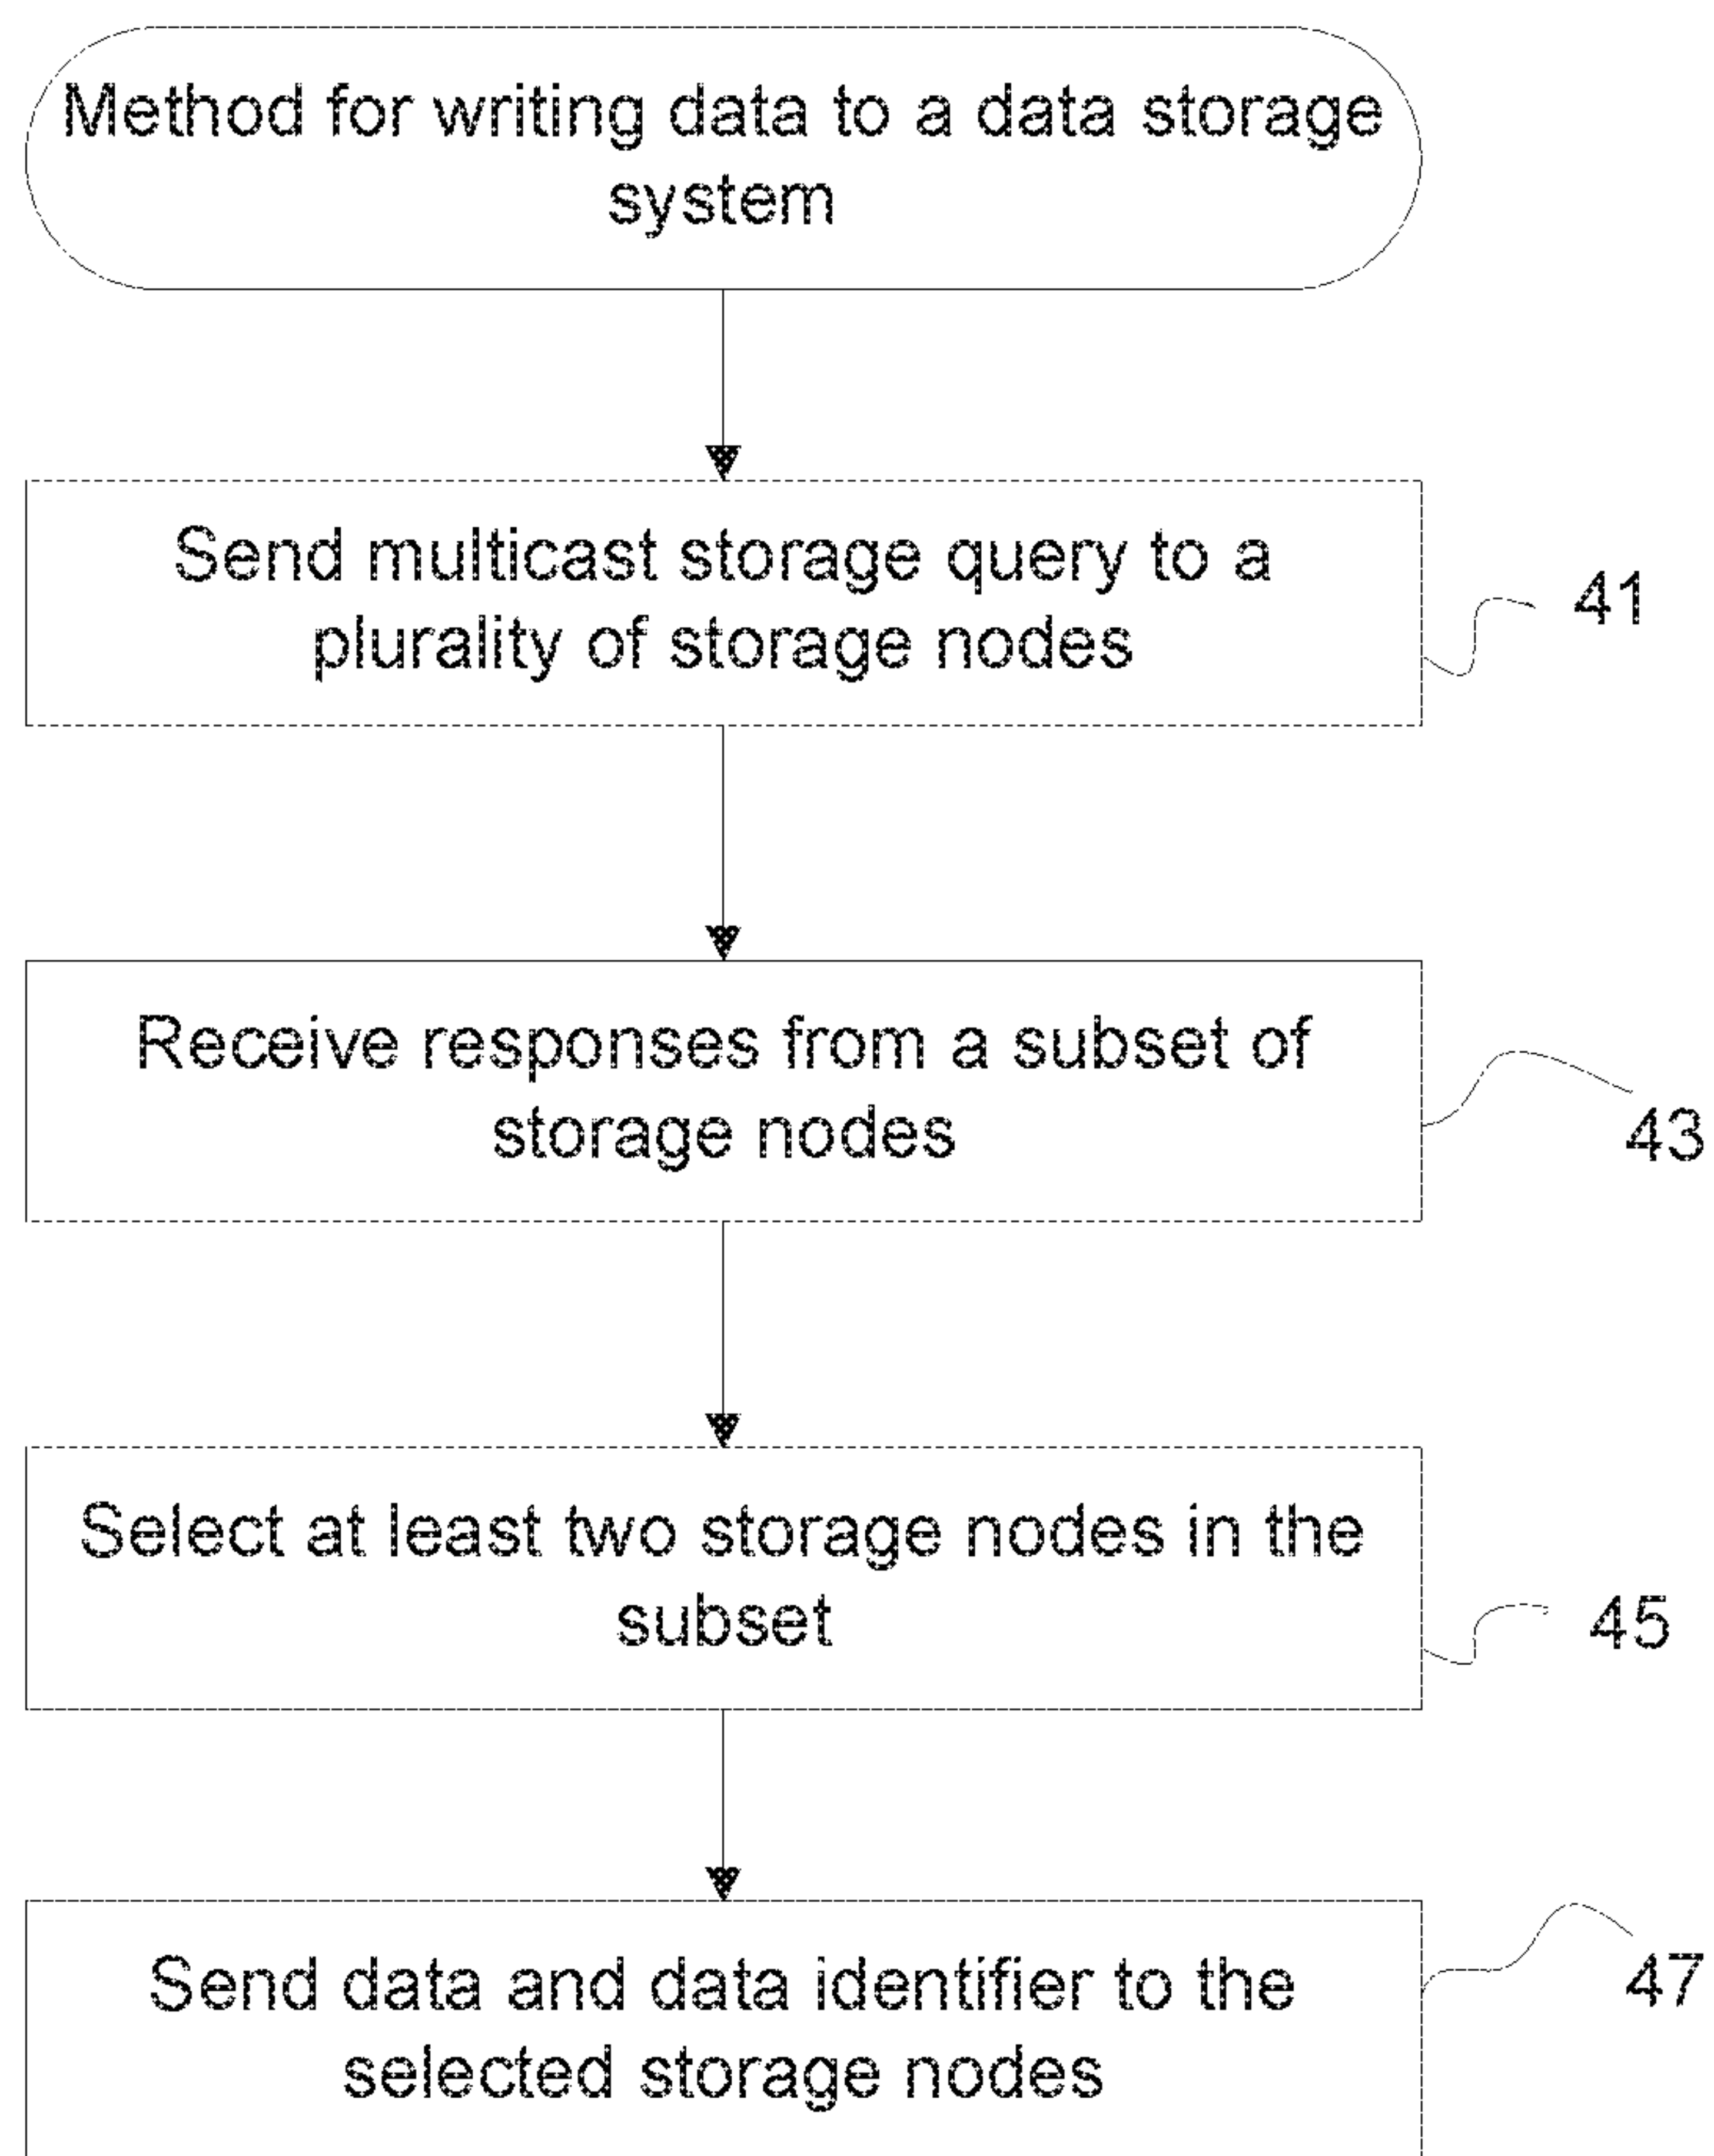 Method for writing data to a data storage
system
Send multicast storage query to a
plurality of storage nodes
41
Receive responses from a subset of
storage nodes
43
Select at least two storage nodes in the
subset
45
Send data and data identifier to the
selected storage nodes
47